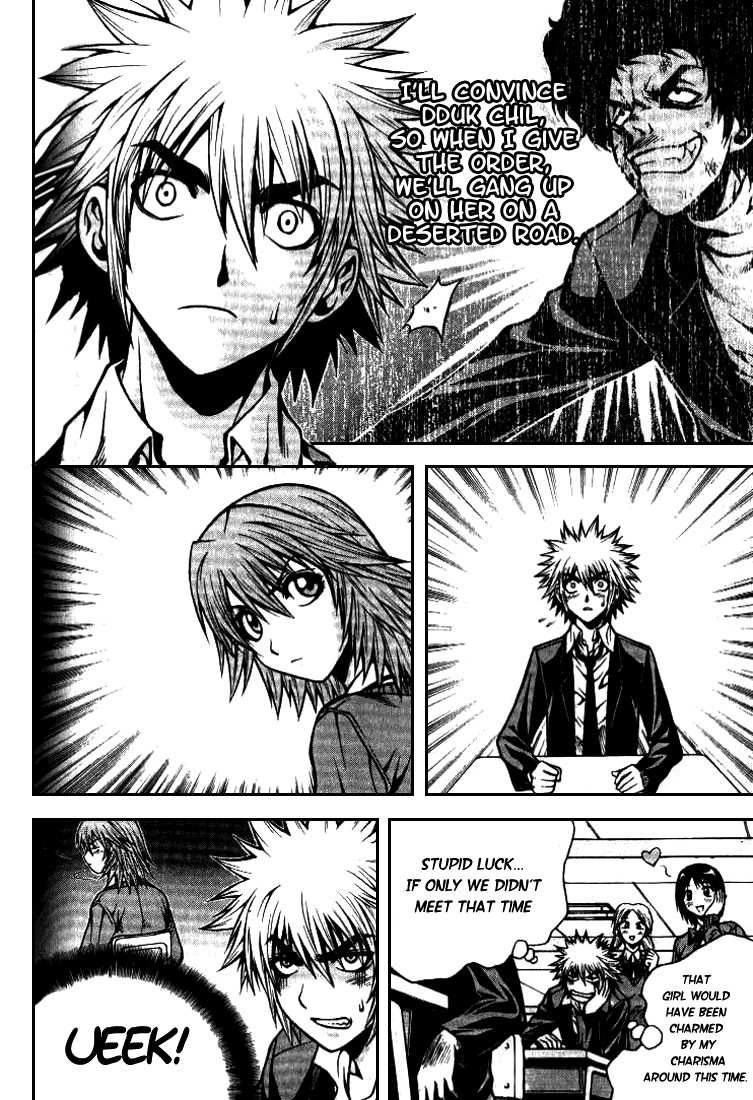 I'LL CONVINCE
DDUK CHIL,
SO WHEN I GIVE
THE ORDER,
WE'LL GANG UP
ON HER ON A
DESERTED ROAD.
UEEK!
STUPID LUCK...
IF ONLY WE DIDN'T
MEET THAT TIME
THAT
GIRL WOULD
HAVE BEEN
CHARMED
BY MY
CHARISMA
AROUND THIS TIME.